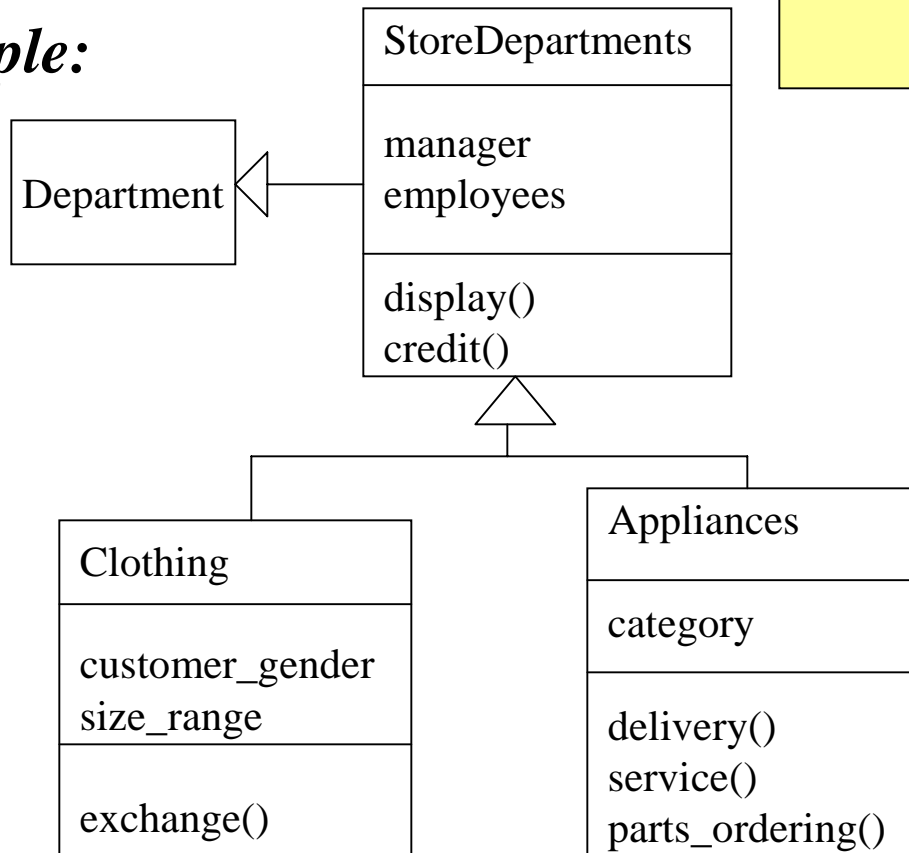 ple:
StoreDepartments
manager
employees
display()
credit()
Department
Clothing
customer_gender
size_range
exchange()
Appliances
category
delivery()
service()
parts_ordering()